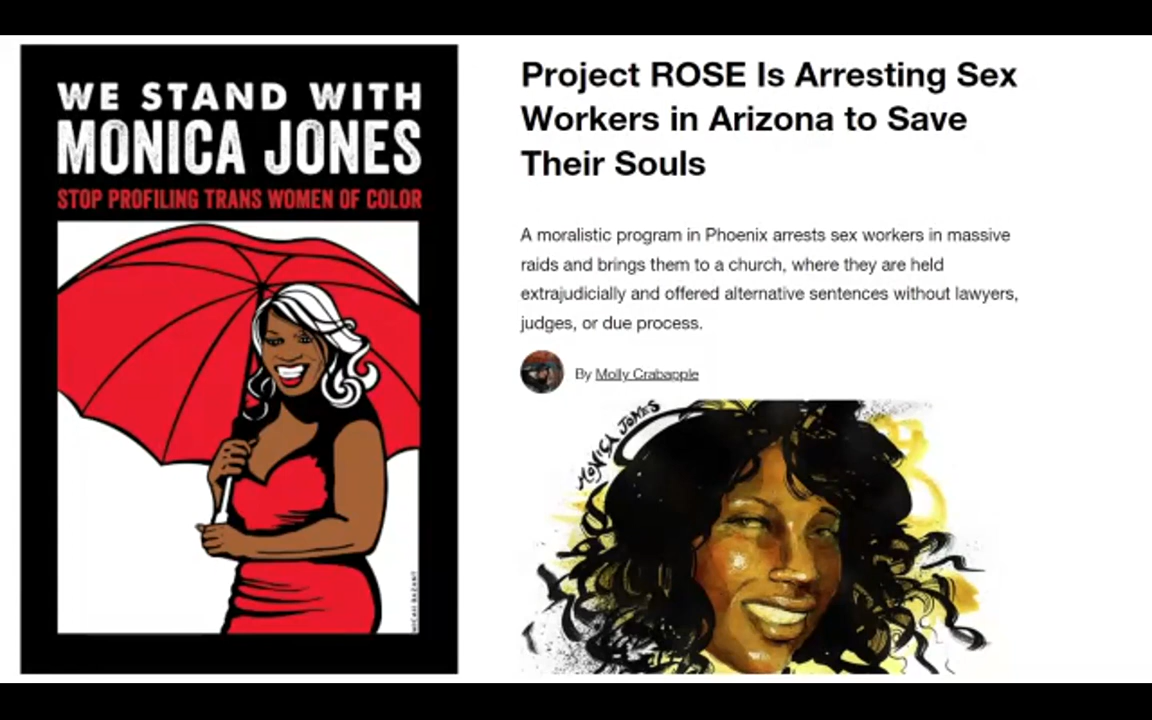 WE STAND WITH
MONICA JONES
STOP PROFILING TRANS WOMEN OF COLOR
MICAH BAZANT
Project ROSE Is Arresting Sex
Workers in Arizona to Save
Their Souls
A moralistic program in Phoenix arrests sex workers in massive
raids and brings them to a church, where they are held
extrajudicially and offered alternative sentences without lawyers,
judges, or due process.
By Molly Crabapple
MONICA JONES